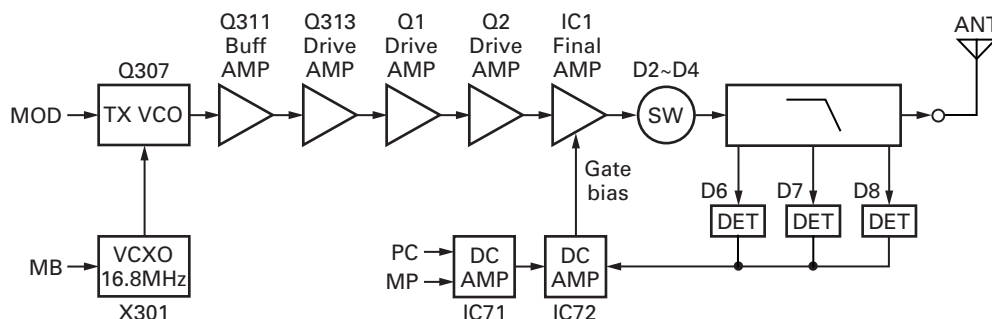 Q311
Buff
AMP
Q313
Drive
AMP
Q1
Drive
AMP
Q2
Drive
AMP
IC1
Final
AMP
ANT
Q307
D2~D4
MOD
TX VCO
SW
Gate
bias
D6
D7
D8
DET
DET
DET
MB
VCXO
16.8MHz
X301
PC
MP
DC
AMP
IC71
DC
AMP
IC72